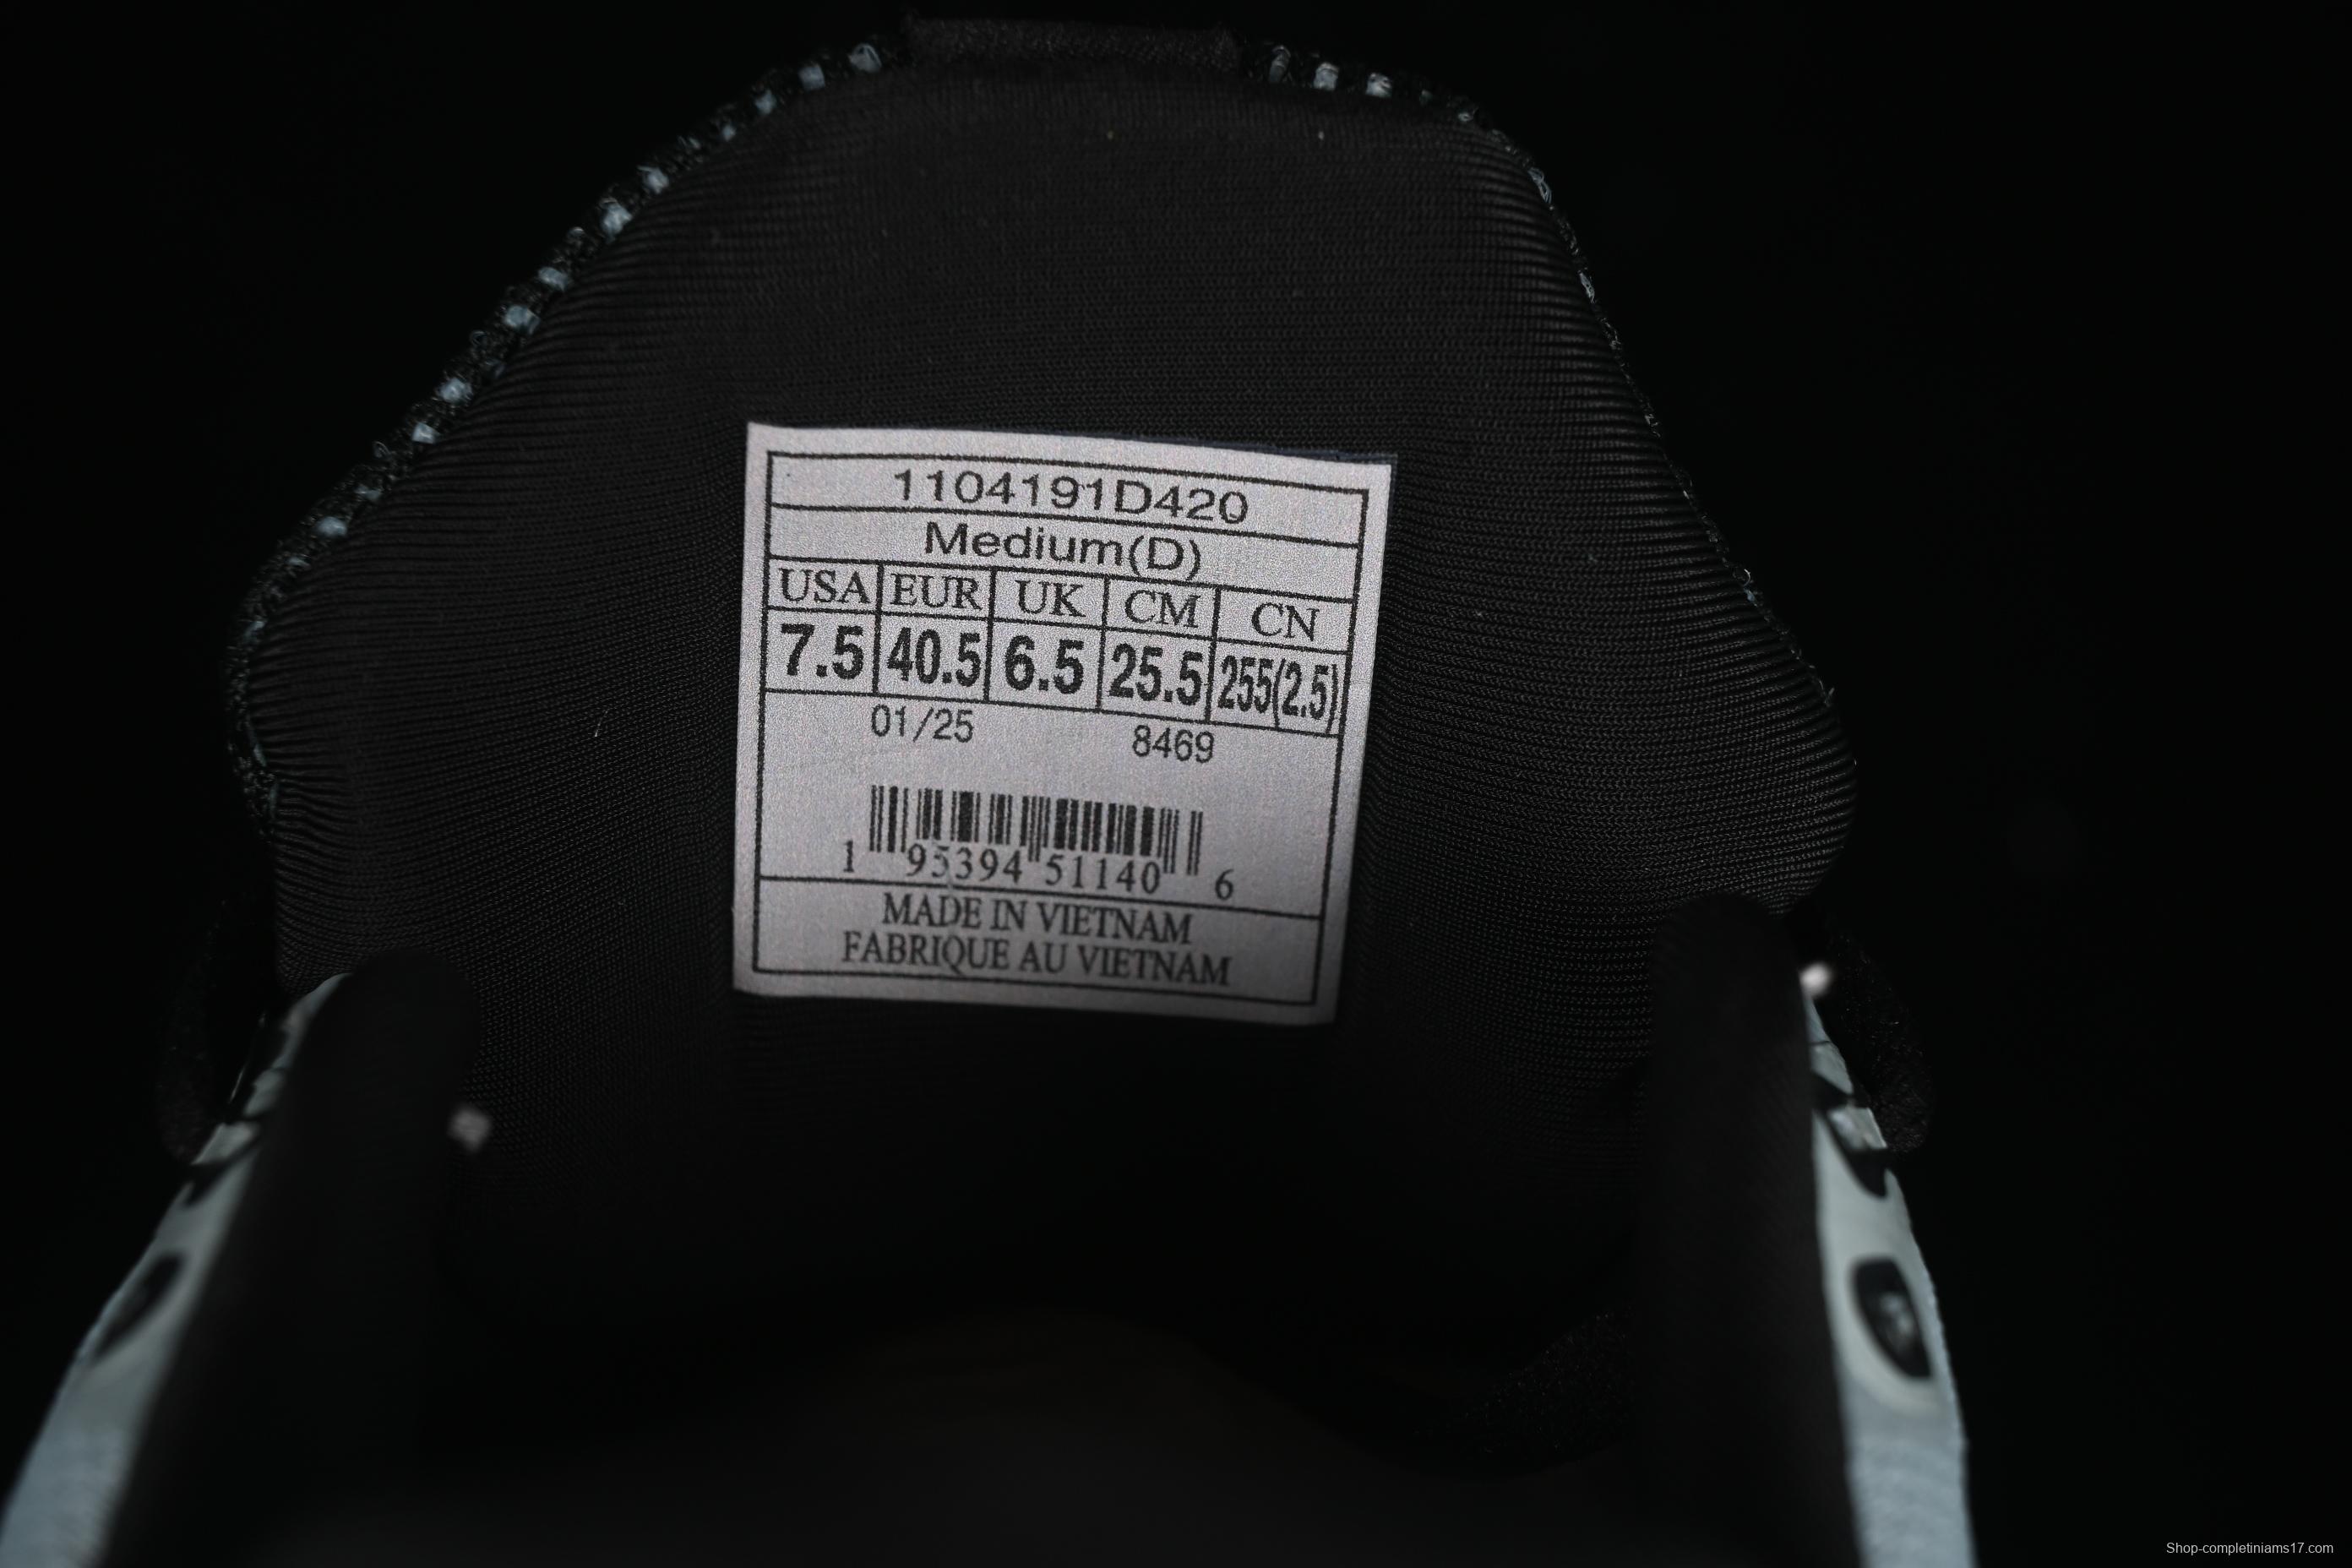 1104191D420
Medium(D)
USA EUR UK CM CN
7.5 40.5 6.5 25.5 255(2.5)
01/25 8469
1 95394 51140 6
MADE IN VIETNAM
FABRIQUE AU VIETNAM
Shop-completiniams17.com